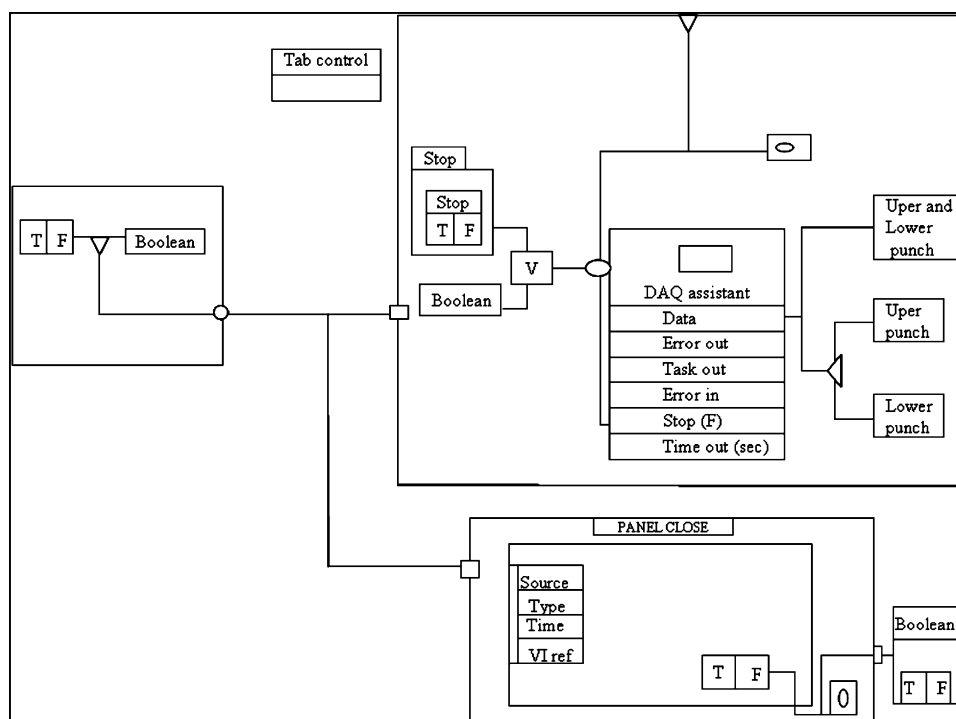 Tab control
Stop
Stop
T F
T F
Boolean
V
Boolean
DAQ assistant
Data
Error out
Task out
Error in
Stop (F)
Time out (sec)
Uper and
Lower
punch
Uper
punch
Lower
punch
PANEL CLOSE
Source
Type
Time
VI ref
T F
0
Boolean
T F